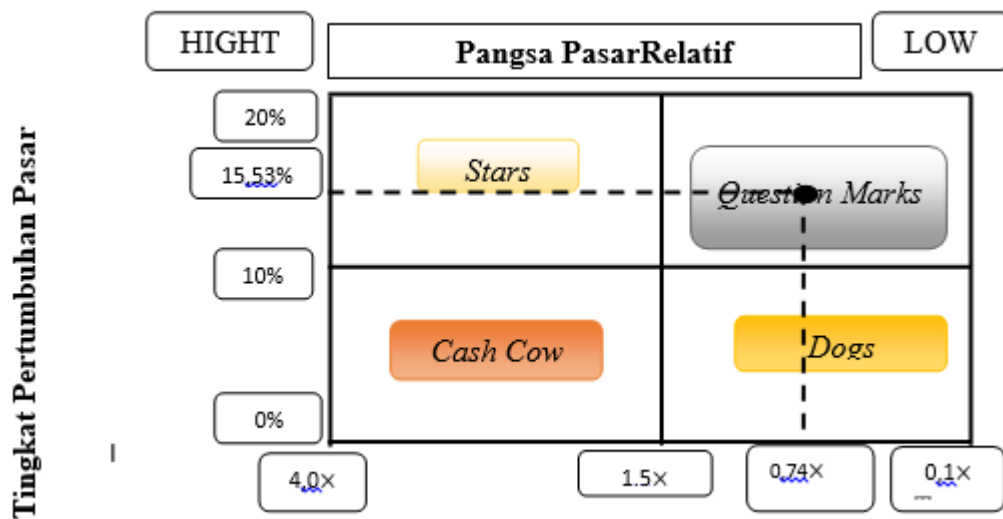 HIGHT
Pangsa PasarRelatif
LOW
Tingkat Pertumbuhan Pasar
20%
15,53%
10%
0%
Stars
Question Marks
Cash Cow
Dogs
4.0×
1.5×
0,74×
0,1×